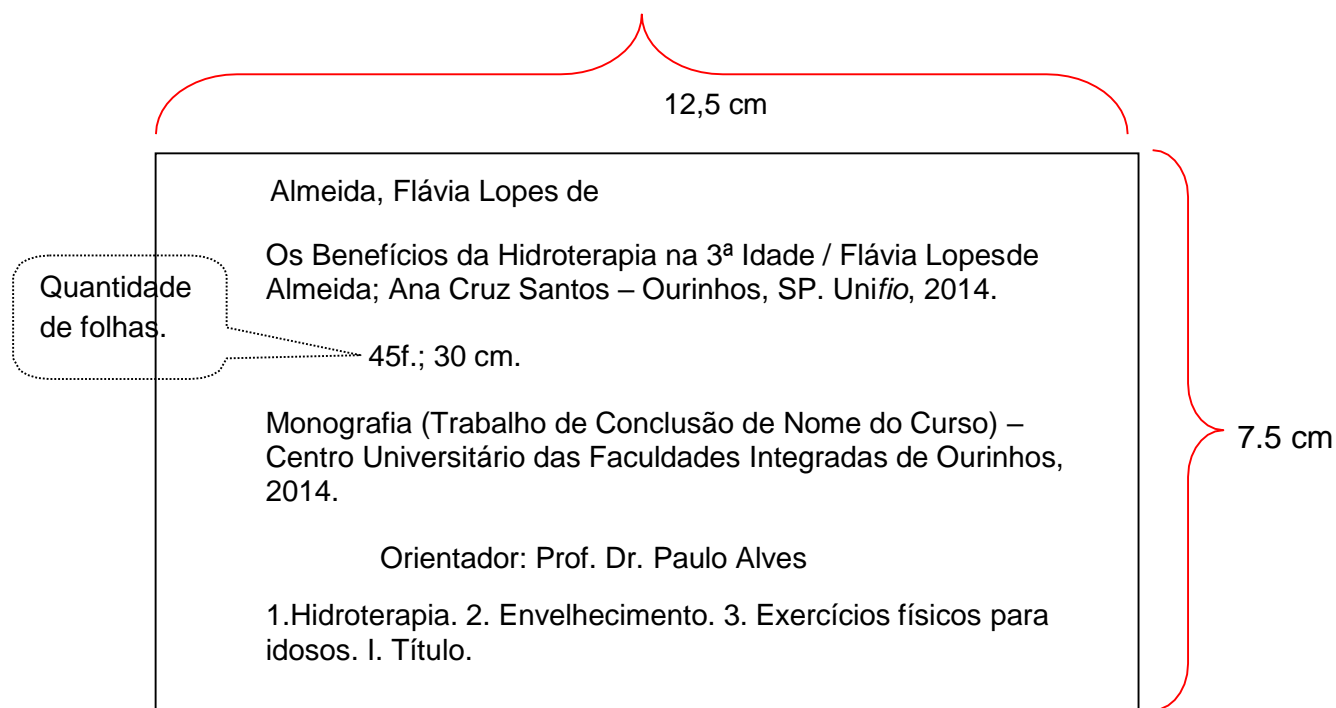 12,5 cm
Almeida, Flávia Lopes de
Os Benefícios da Hidroterapia na 3ª Idade / Flávia Lopesde
Almeida; Ana Cruz Santos – Ourinhos, SP. Unifio, 2014.
Quantidade
de folhas.
45f.; 30 cm.
Monografia (Trabalho de Conclusão de Nome do Curso) –
Centro Universitário das Faculdades Integradas de Ourinhos,
2014.
7.5 cm
Orientador: Prof. Dr. Paulo Alves
1.Hidroterapia. 2. Envelhecimento. 3. Exercícios físicos para
idosos. I. Título.